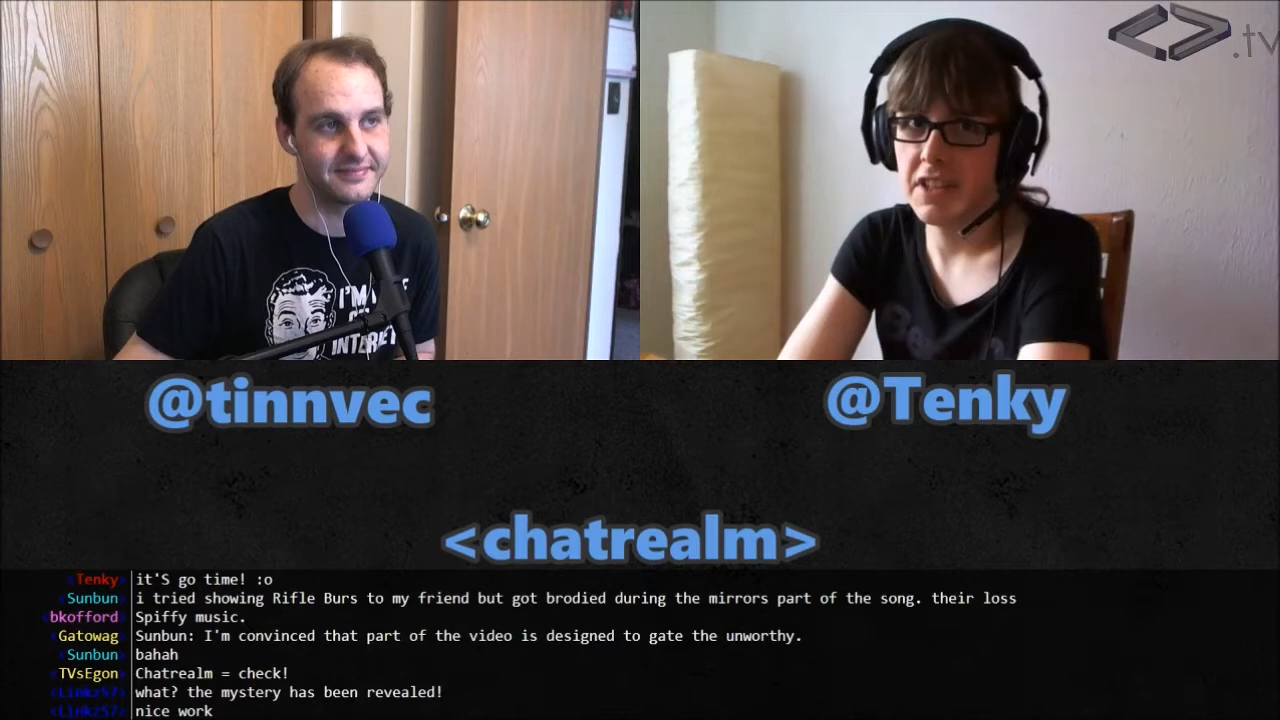 <>.tv
I'M
INTERNET
@tinnvec
@Tenky
<chatrealm>
Tenky it'S go time! :o
Sunbun i tried showing Rifle Burs to my friend but got brodied during the mirrors part of the song. their loss
bkofford Spiffy music.
Gatowag Sunbun: I'm convinced that part of the video is designed to gate the unworthy.
Sunbun bahah
TVsEgon Chatrealm = check!
<Linkz57> what? the mystery has been revealed!
<Linkz57> nice work